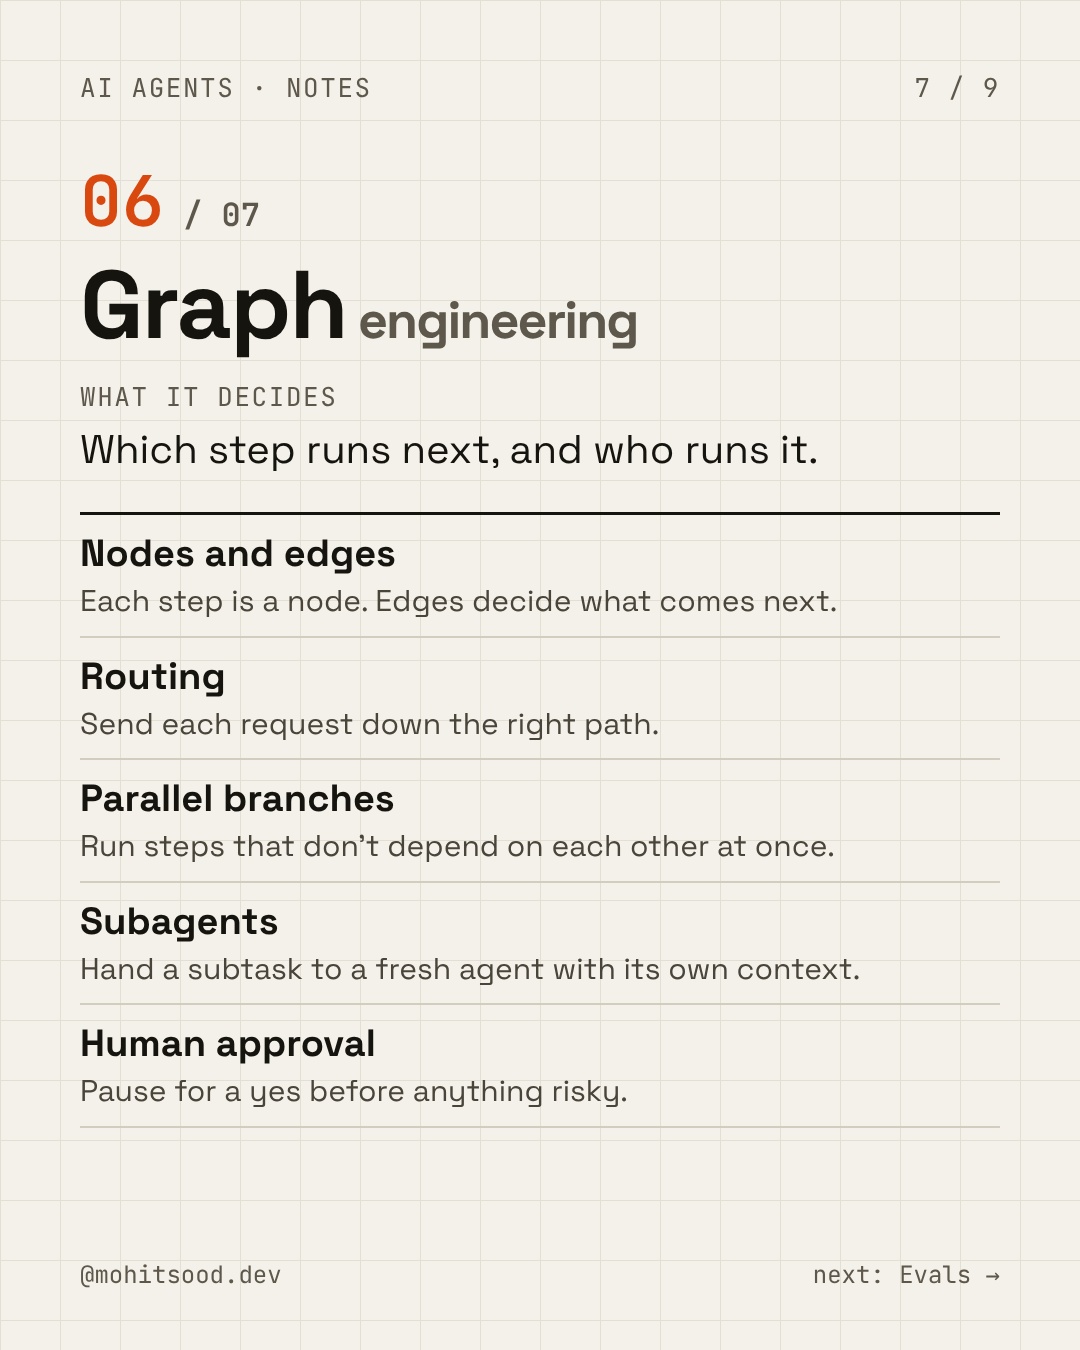 AI AGENTS · NOTES
7 / 9
06 / 07
Graph engineering
WHAT IT DECIDES
Which step runs next, and who runs it.
Nodes and edges
Each step is a node. Edges decide what comes next.
Routing
Send each request down the right path.
Parallel branches
Run steps that don’t depend on each other at once.
Subagents
Hand a subtask to a fresh agent with its own context.
Human approval
Pause for a yes before anything risky.
@mohitsood.dev
next: Evals →